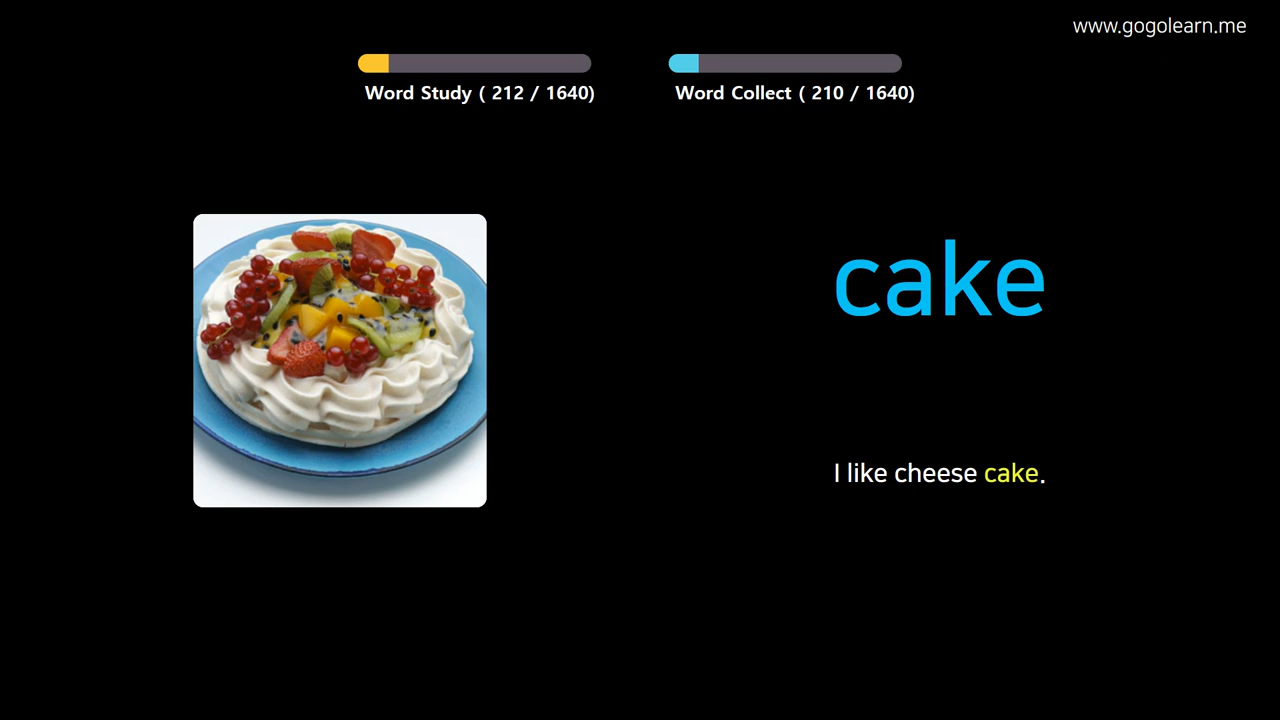 www.gogolearn.me
Word Study ( 212 / 1640)
Word Collect ( 210 / 1640)
cake
I like cheese cake.